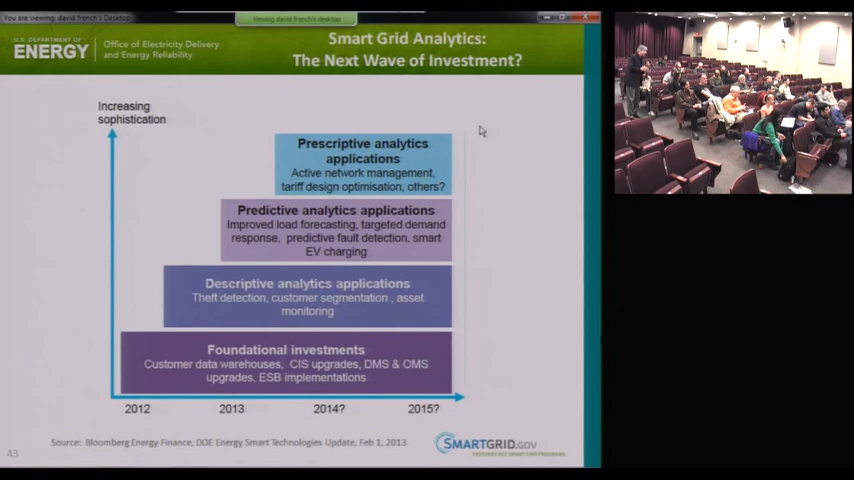 You are viewing: david french's Desktop
Viewing david french's desktop
U.S. DEPARTMENT OF
ENERGY
Office of Electricity Delivery
and Energy Reliability
Smart Grid Analytics:
The Next Wave of Investment?
Increasing
sophistication
Prescriptive analytics
applications
Active network management,
tariff design optimisation, others?
Predictive analytics applications
Improved load forecasting, targeted demand
response, predictive fault detection, smart
EV charging
Descriptive analytics applications
Theft detection, customer segmentation , asset
monitoring
Foundational investments
Customer data warehouses, CIS upgrades, DMS & OMS
upgrades, ESB implementations
2012 2013 2014? 2015?
Source: Bloomberg Energy Finance, DOE Energy Smart Technologies Update, Feb 1, 2013
SMARTGRID.GOV
RECOVERY ACT SMART GRID PROGRAMS
43